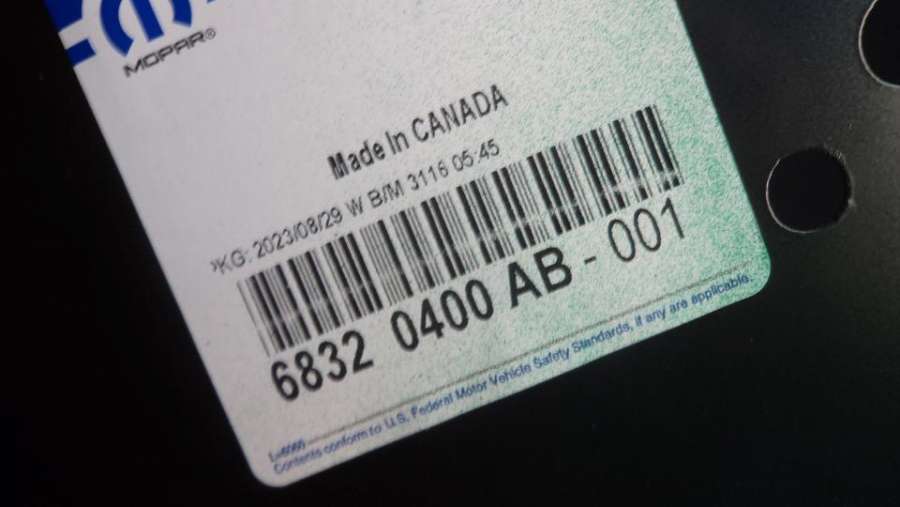 MOPAR®
Made In CANADA
KG: 2023/08/29 W B/M 3116 05:45
6832 0400 AB - 001
L=6065
Contents conform to U.S. Federal Motor Vehicle Safety Standards, if any are applicable.